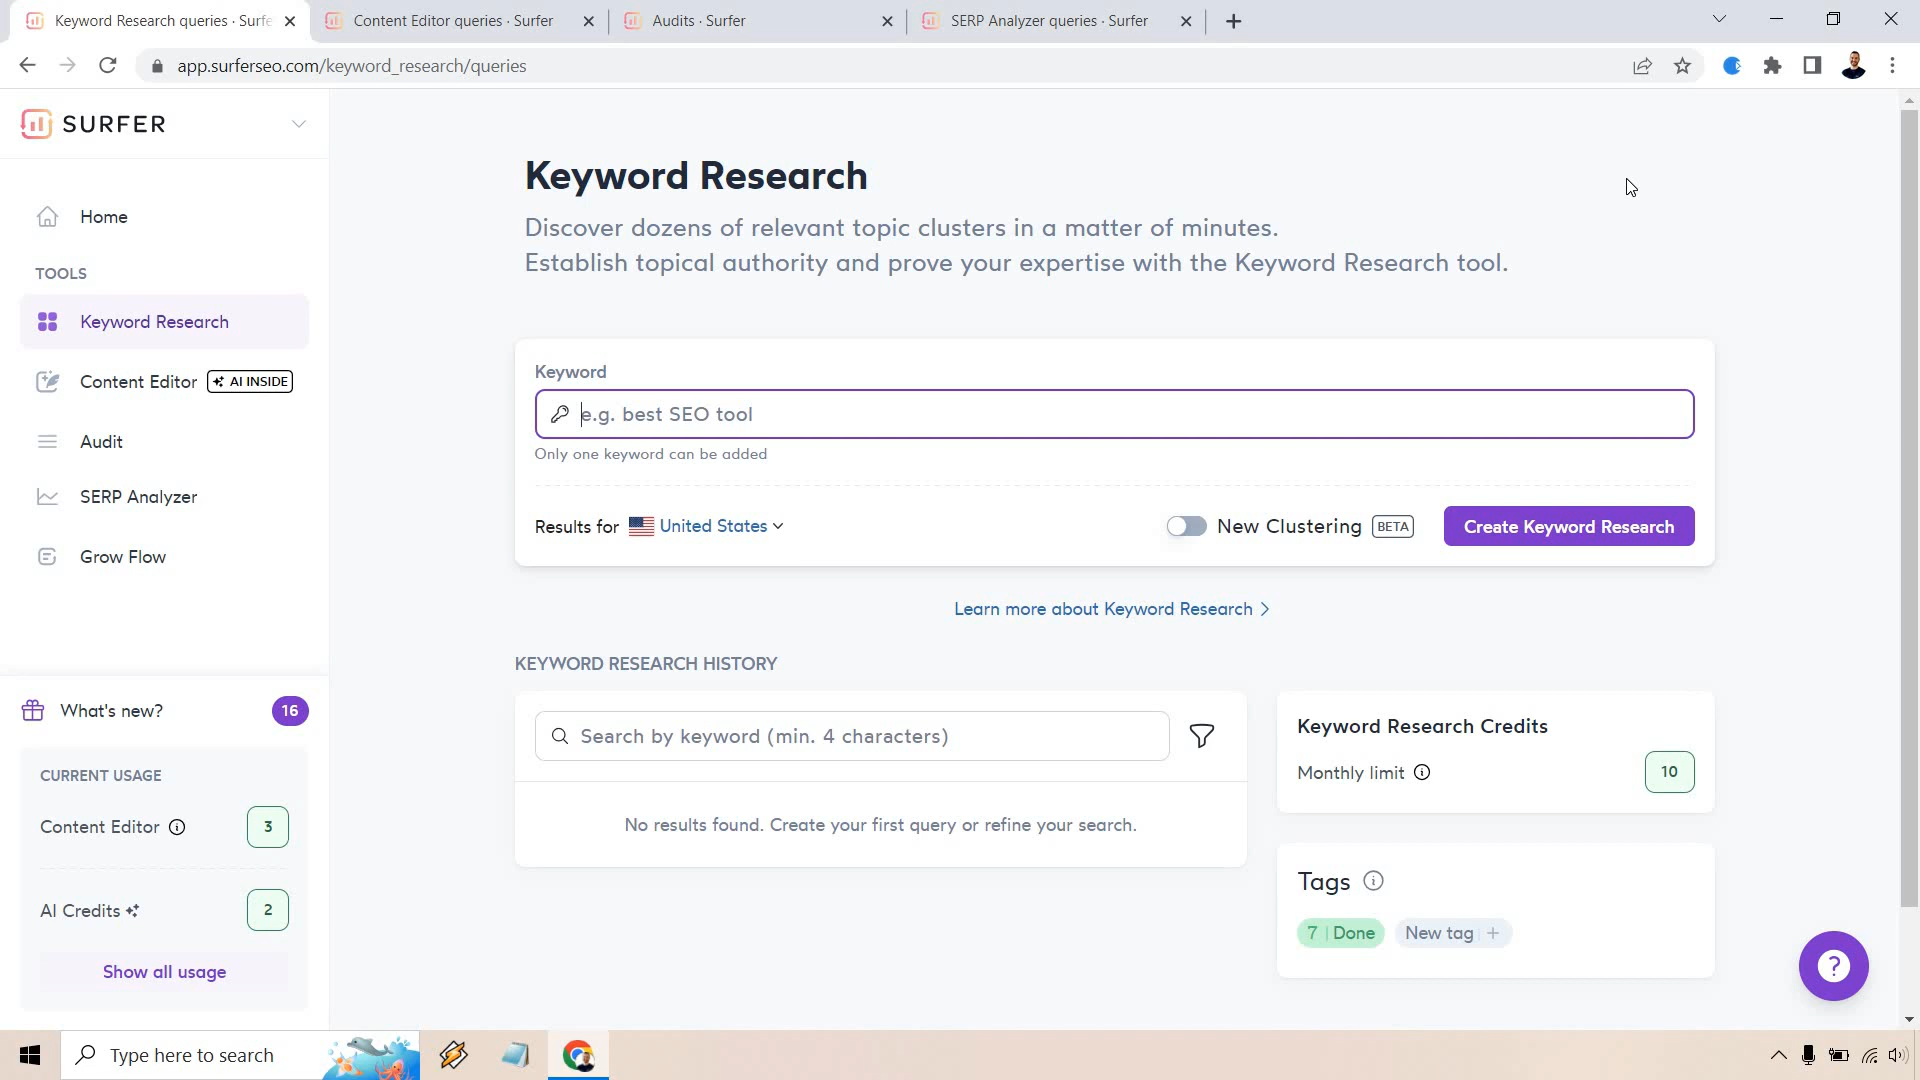 Keyword Research queries · Surfe
Content Editor queries · Surfer
Audits · Surfer
SERP Analyzer queries · Surfer
app.surferseo.com/keyword_research/queries
SURFER
Home
TOOLS
Keyword Research
Content Editor AI INSIDE
Audit
SERP Analyzer
Grow Flow
What's new? 16
CURRENT USAGE
Content Editor 3
AI Credits 2
Show all usage
Keyword Research
Discover dozens of relevant topic clusters in a matter of minutes.
Establish topical authority and prove your expertise with the Keyword Research tool.
Keyword
e.g. best SEO tool
Only one keyword can be added
Results for United States
New Clustering BETA
Create Keyword Research
Learn more about Keyword Research
KEYWORD RESEARCH HISTORY
Search by keyword (min. 4 characters)
No results found. Create your first query or refine your search.
Keyword Research Credits
Monthly limit 10
Tags
7 | Done
New tag +
?
Type here to search